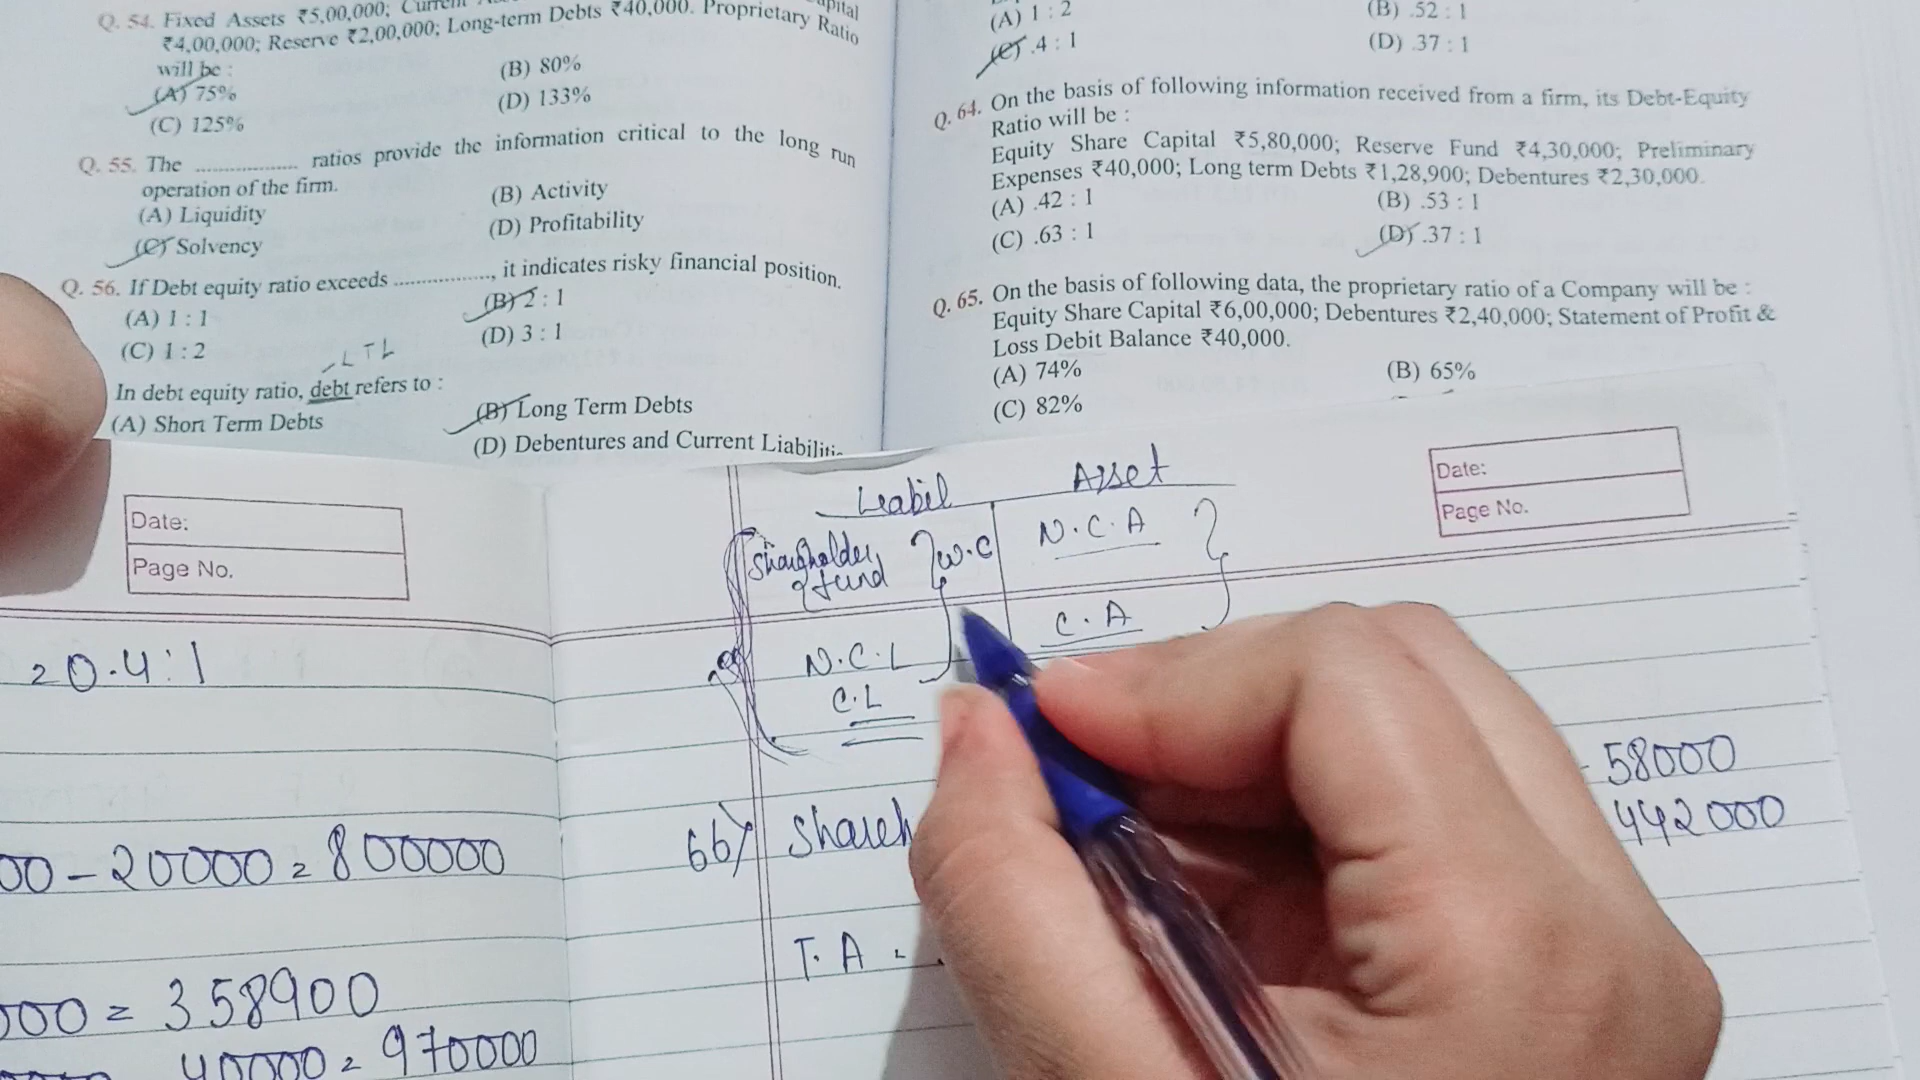 Q. 54. Fixed Assets ₹5,00,000; Current
₹4,00,000; Reserve ₹2,00,000; Long-term Debts ₹40,000. Proprietary Ratio
will be :
(A) 75%
(B) 80%
(C) 125%
(D) 133%
Q. 55. The ................. ratios provide the information critical to the long run
operation of the firm.
(A) Liquidity
(B) Activity
(C) Solvency
(D) Profitability
Q. 56. If Debt equity ratio exceeds ................, it indicates risky financial position.
(A) 1 : 1
(B) 2 : 1
(C) 1 : 2
(D) 3 : 1
LTL
In debt equity ratio, debt refers to :
(A) Short Term Debts
(B) Long Term Debts
(D) Debentures and Current
(A) 1 : 2
(B) .52 : 1
(C) .4 : 1
(D) .37 : 1
Q. 64. On the basis of following information received from a firm, its Debt-Equity
Ratio will be :
Equity Share Capital ₹5,80,000; Reserve Fund ₹4,30,000; Preliminary
Expenses ₹40,000; Long term Debts ₹1,28,900; Debentures ₹2,30,000.
(A) .42 : 1
(B) .53 : 1
(C) .63 : 1
(D) .37 : 1
Q. 65. On the basis of following data, the proprietary ratio of a Company will be :
Equity Share Capital ₹6,00,000; Debentures ₹2,40,000; Statement of Profit &
Loss Debit Balance ₹40,000.
(A) 74%
(B) 65%
(C) 82%
Date:
Page No.
20.4:1
00 - 20000 = 800000
000 = 358900
40000 = 970000
Date:
Page No.
Leabil Asset
Shareholder fund
W.C
N.C.A
C.A
N.C.L
C.L
58000
442000
66) Shareh
T. A